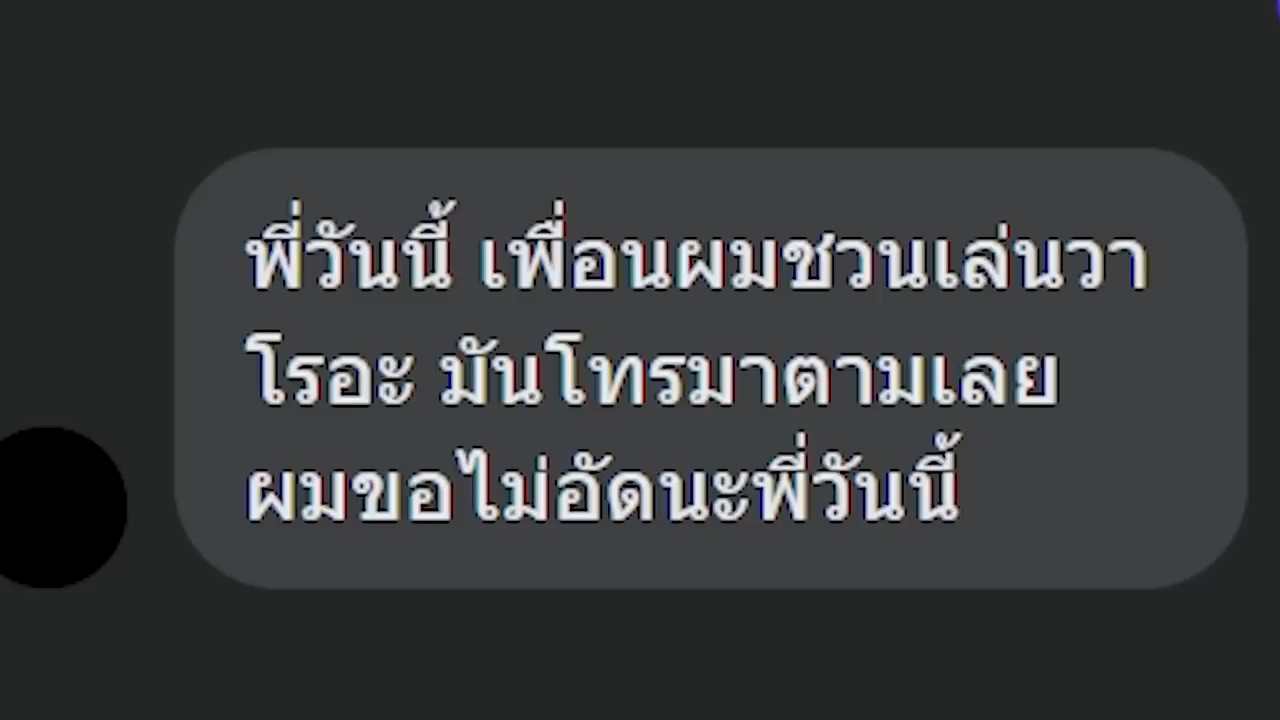 พี่วันนี้ เพื่อนผมชวนเล่นวา
โรอะ มันโทรมาตามเลย
ผมขอไม่อัดนะพี่วันนี้